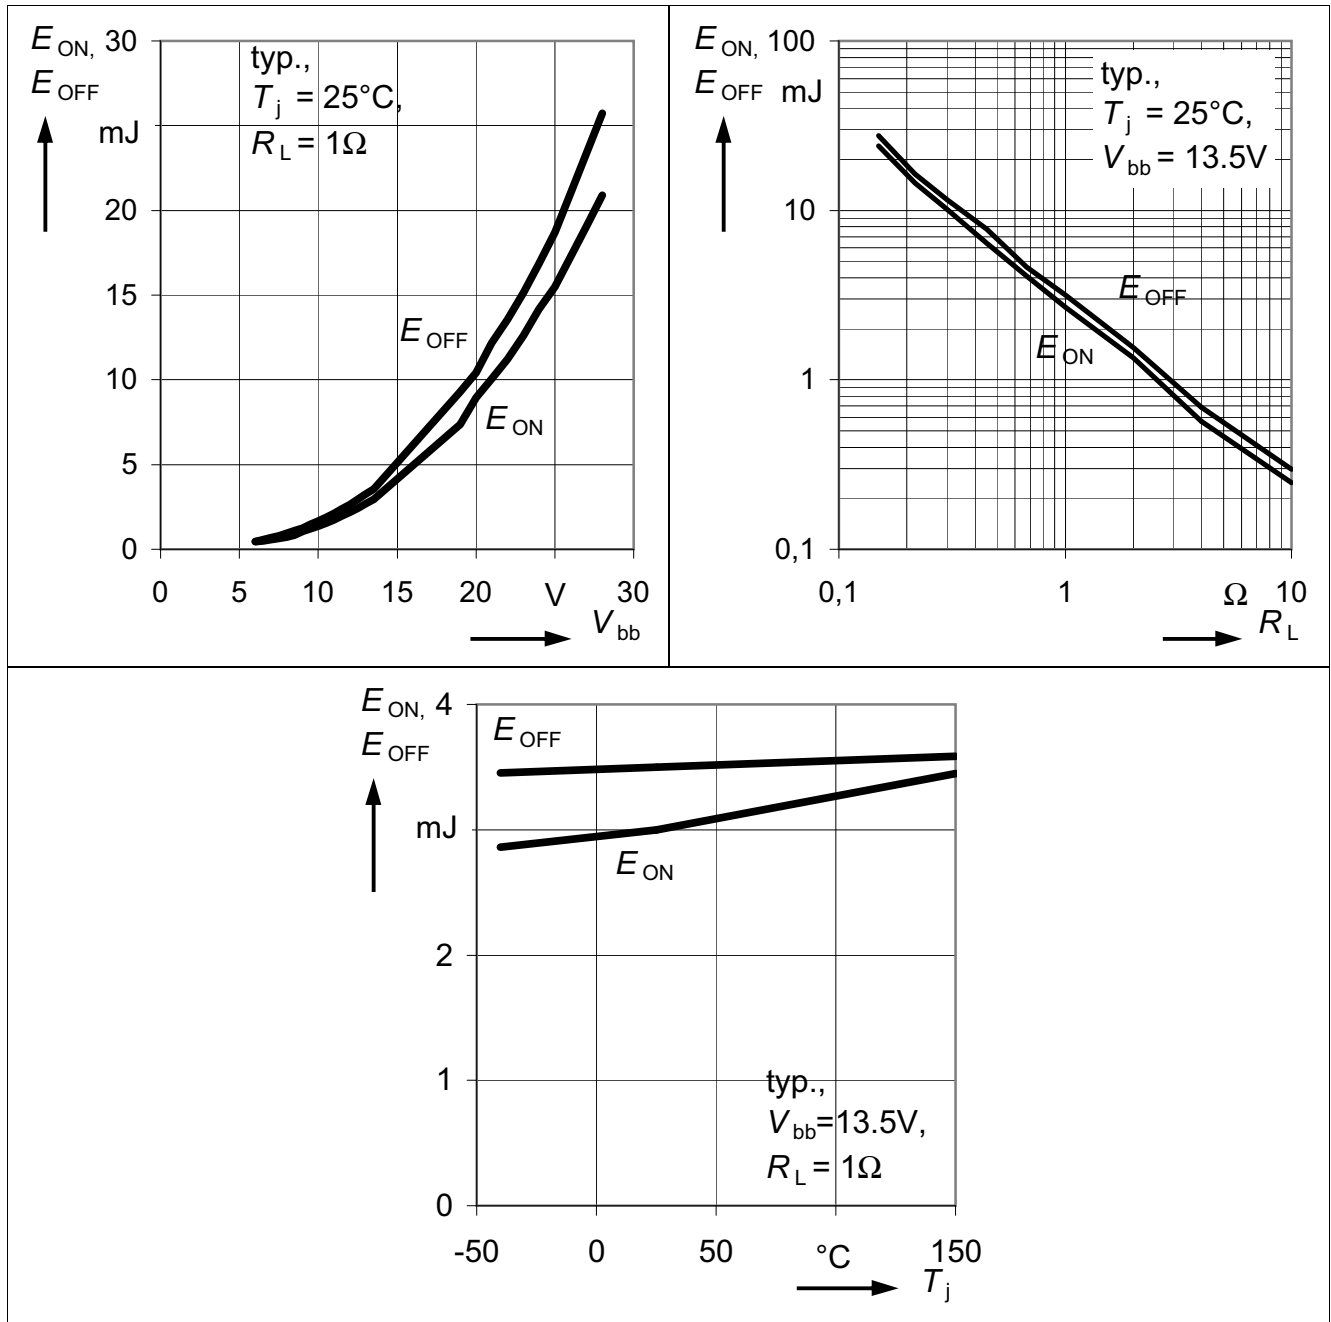 E ON, 30
E OFF
mJ
typ.,
T j = 25°C,
R L = 1Ω
20
15
10
5
0
E OFF
E ON
0 5 10 15 20 V 30
V bb
E ON, 100
E OFF mJ
typ.,
T j = 25°C,
V bb = 13.5V
10
1
0,1
E OFF
E ON
0,1 1 Ω 10
R L
E ON, 4
E OFF
E OFF
mJ
E ON
2
1
typ.,
V bb=13.5V,
R L = 1Ω
0
-50 0 50 °C 150
T j